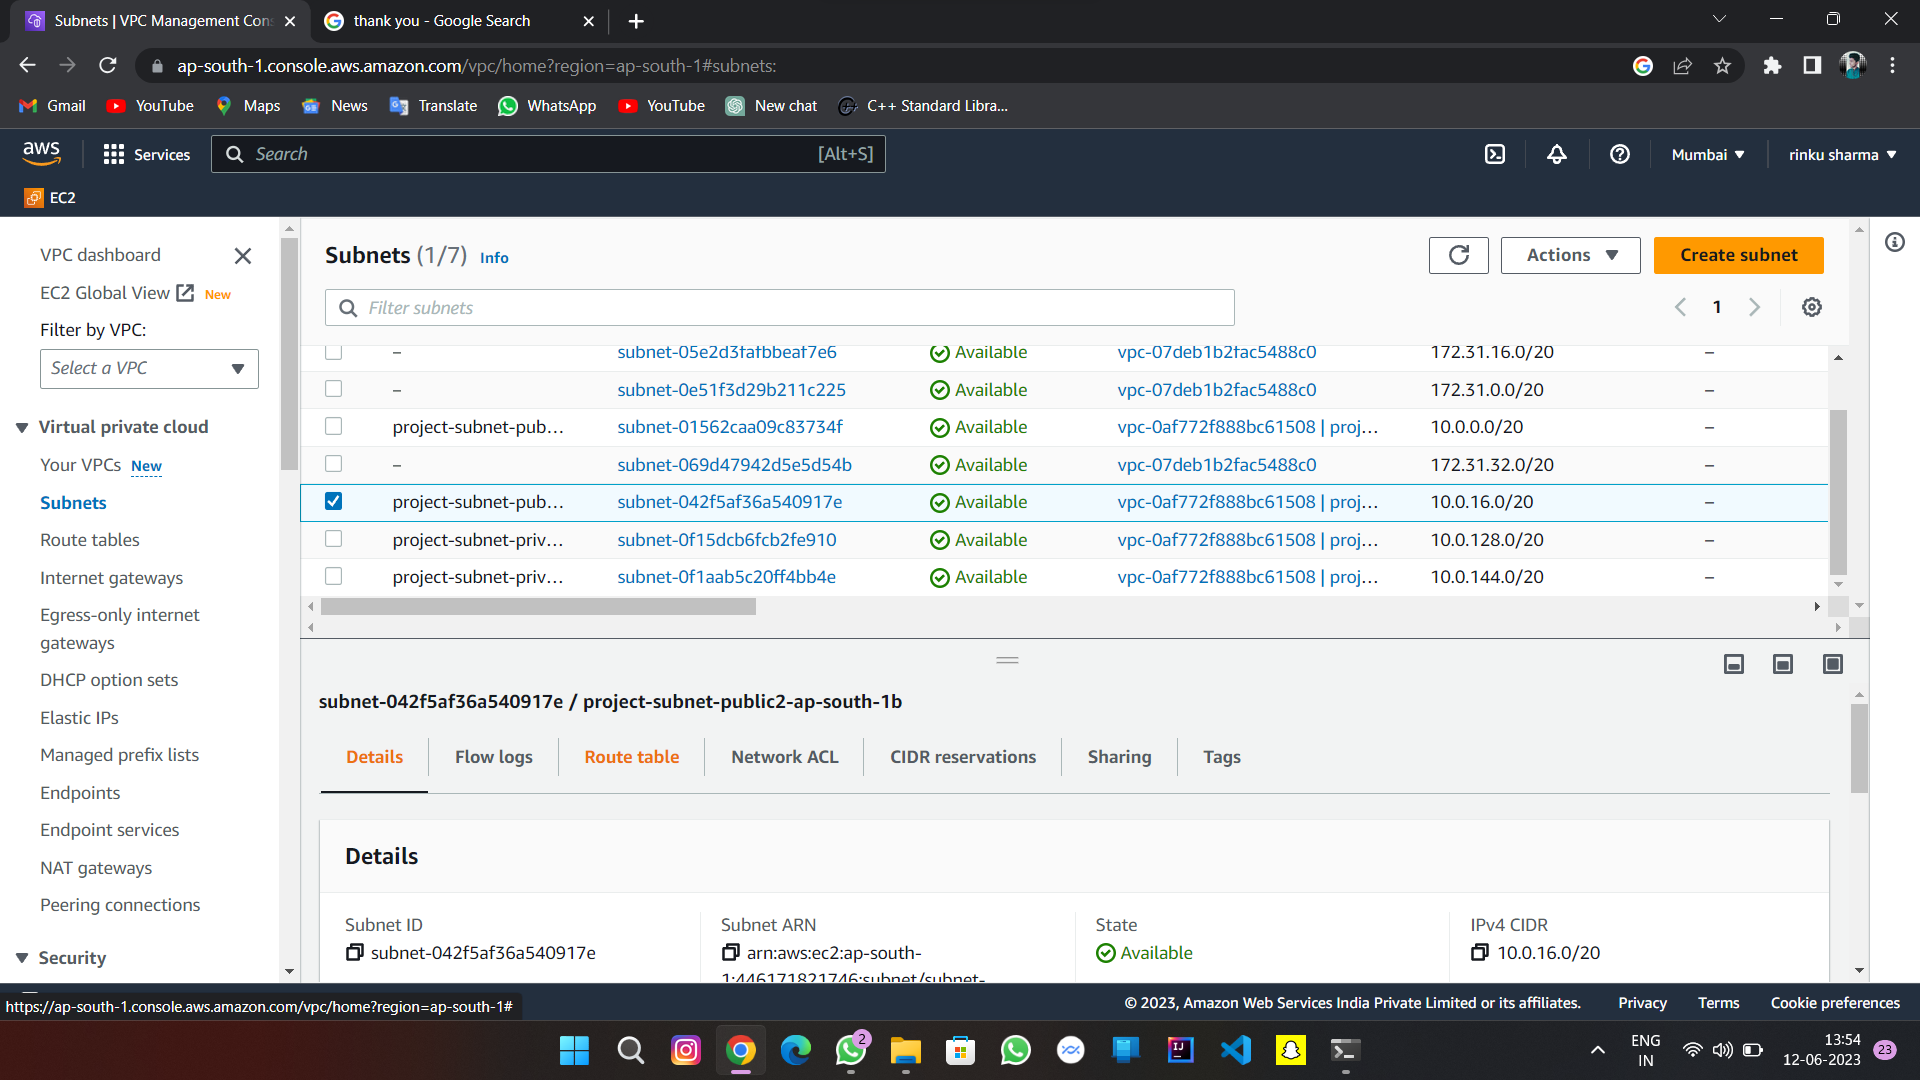 Subnets | VPC Management Con
thank you - Google Search
ap-south-1.console.aws.amazon.com/vpc/home?region=ap-south-1#subnets:
Gmail YouTube Maps News Translate WhatsApp YouTube New chat C++ Standard Libra...
aws Services Search [Alt+S] Mumbai rinku sharma
EC2
VPC dashboard
EC2 Global View New
Filter by VPC:
Select a VPC
Virtual private cloud
Your VPCs New
Subnets
Route tables
Internet gateways
Egress-only internet
gateways
DHCP option sets
Elastic IPs
Managed prefix lists
Endpoints
Endpoint services
NAT gateways
Peering connections
Security
Subnets (1/7) Info
Actions Create subnet
Filter subnets 1
– subnet-05e2d3fafbbeaf7e6 Available vpc-07deb1b2fac5488c0 172.31.16.0/20 –
– subnet-0e51f3d29b211c225 Available vpc-07deb1b2fac5488c0 172.31.0.0/20 –
project-subnet-pub... subnet-01562caa09c83734f Available vpc-0af772f888bc61508 | proj... 10.0.0.0/20 –
– subnet-069d47942d5e5d54b Available vpc-07deb1b2fac5488c0 172.31.32.0/20 –
project-subnet-pub... subnet-042f5af36a540917e Available vpc-0af772f888bc61508 | proj... 10.0.16.0/20 –
project-subnet-priv... subnet-0f15dcb6fcb2fe910 Available vpc-0af772f888bc61508 | proj... 10.0.128.0/20 –
project-subnet-priv... subnet-0f1aab5c20ff4bb4e Available vpc-0af772f888bc61508 | proj... 10.0.144.0/20 –
subnet-042f5af36a540917e / project-subnet-public2-ap-south-1b
Details Flow logs Route table Network ACL CIDR reservations Sharing Tags
Details
Subnet ID Subnet ARN State IPv4 CIDR
subnet-042f5af36a540917e arn:aws:ec2:ap-south- Available 10.0.16.0/20
1:446171821746:subnet/subnet-
https://ap-south-1.console.aws.amazon.com/vpc/home?region=ap-south-1#
© 2023, Amazon Web Services India Private Limited or its affiliates. Privacy Terms Cookie preferences
2
IJ
ENG
IN
13:54
12-06-2023
23